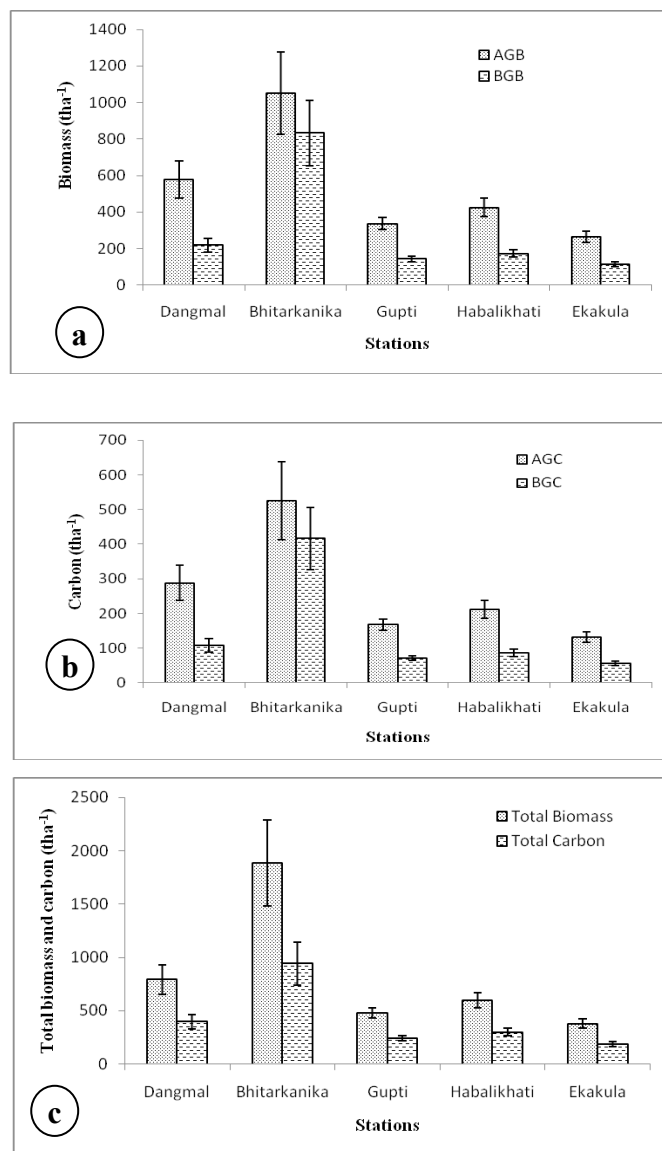 1400
1200
1000
800
600
400
200
0
Biomass (tha-1)
AGB
BGB
Dangmal Bhitarkanika Gupti Habalikhati Ekakula
Stations
a
700
600
500
400
300
200
100
0
Carbon (tha-1)
AGC
BGC
Dangmal Bhitarkanika Gupti Habalikhati Ekakula
Stations
b
2500
2000
1500
1000
500
0
Total biomass and carbon (tha-1)
Total Biomass
Total Carbon
Dangmal Bhitarkanika Gupti Habalikhati Ekakula
Stations
c